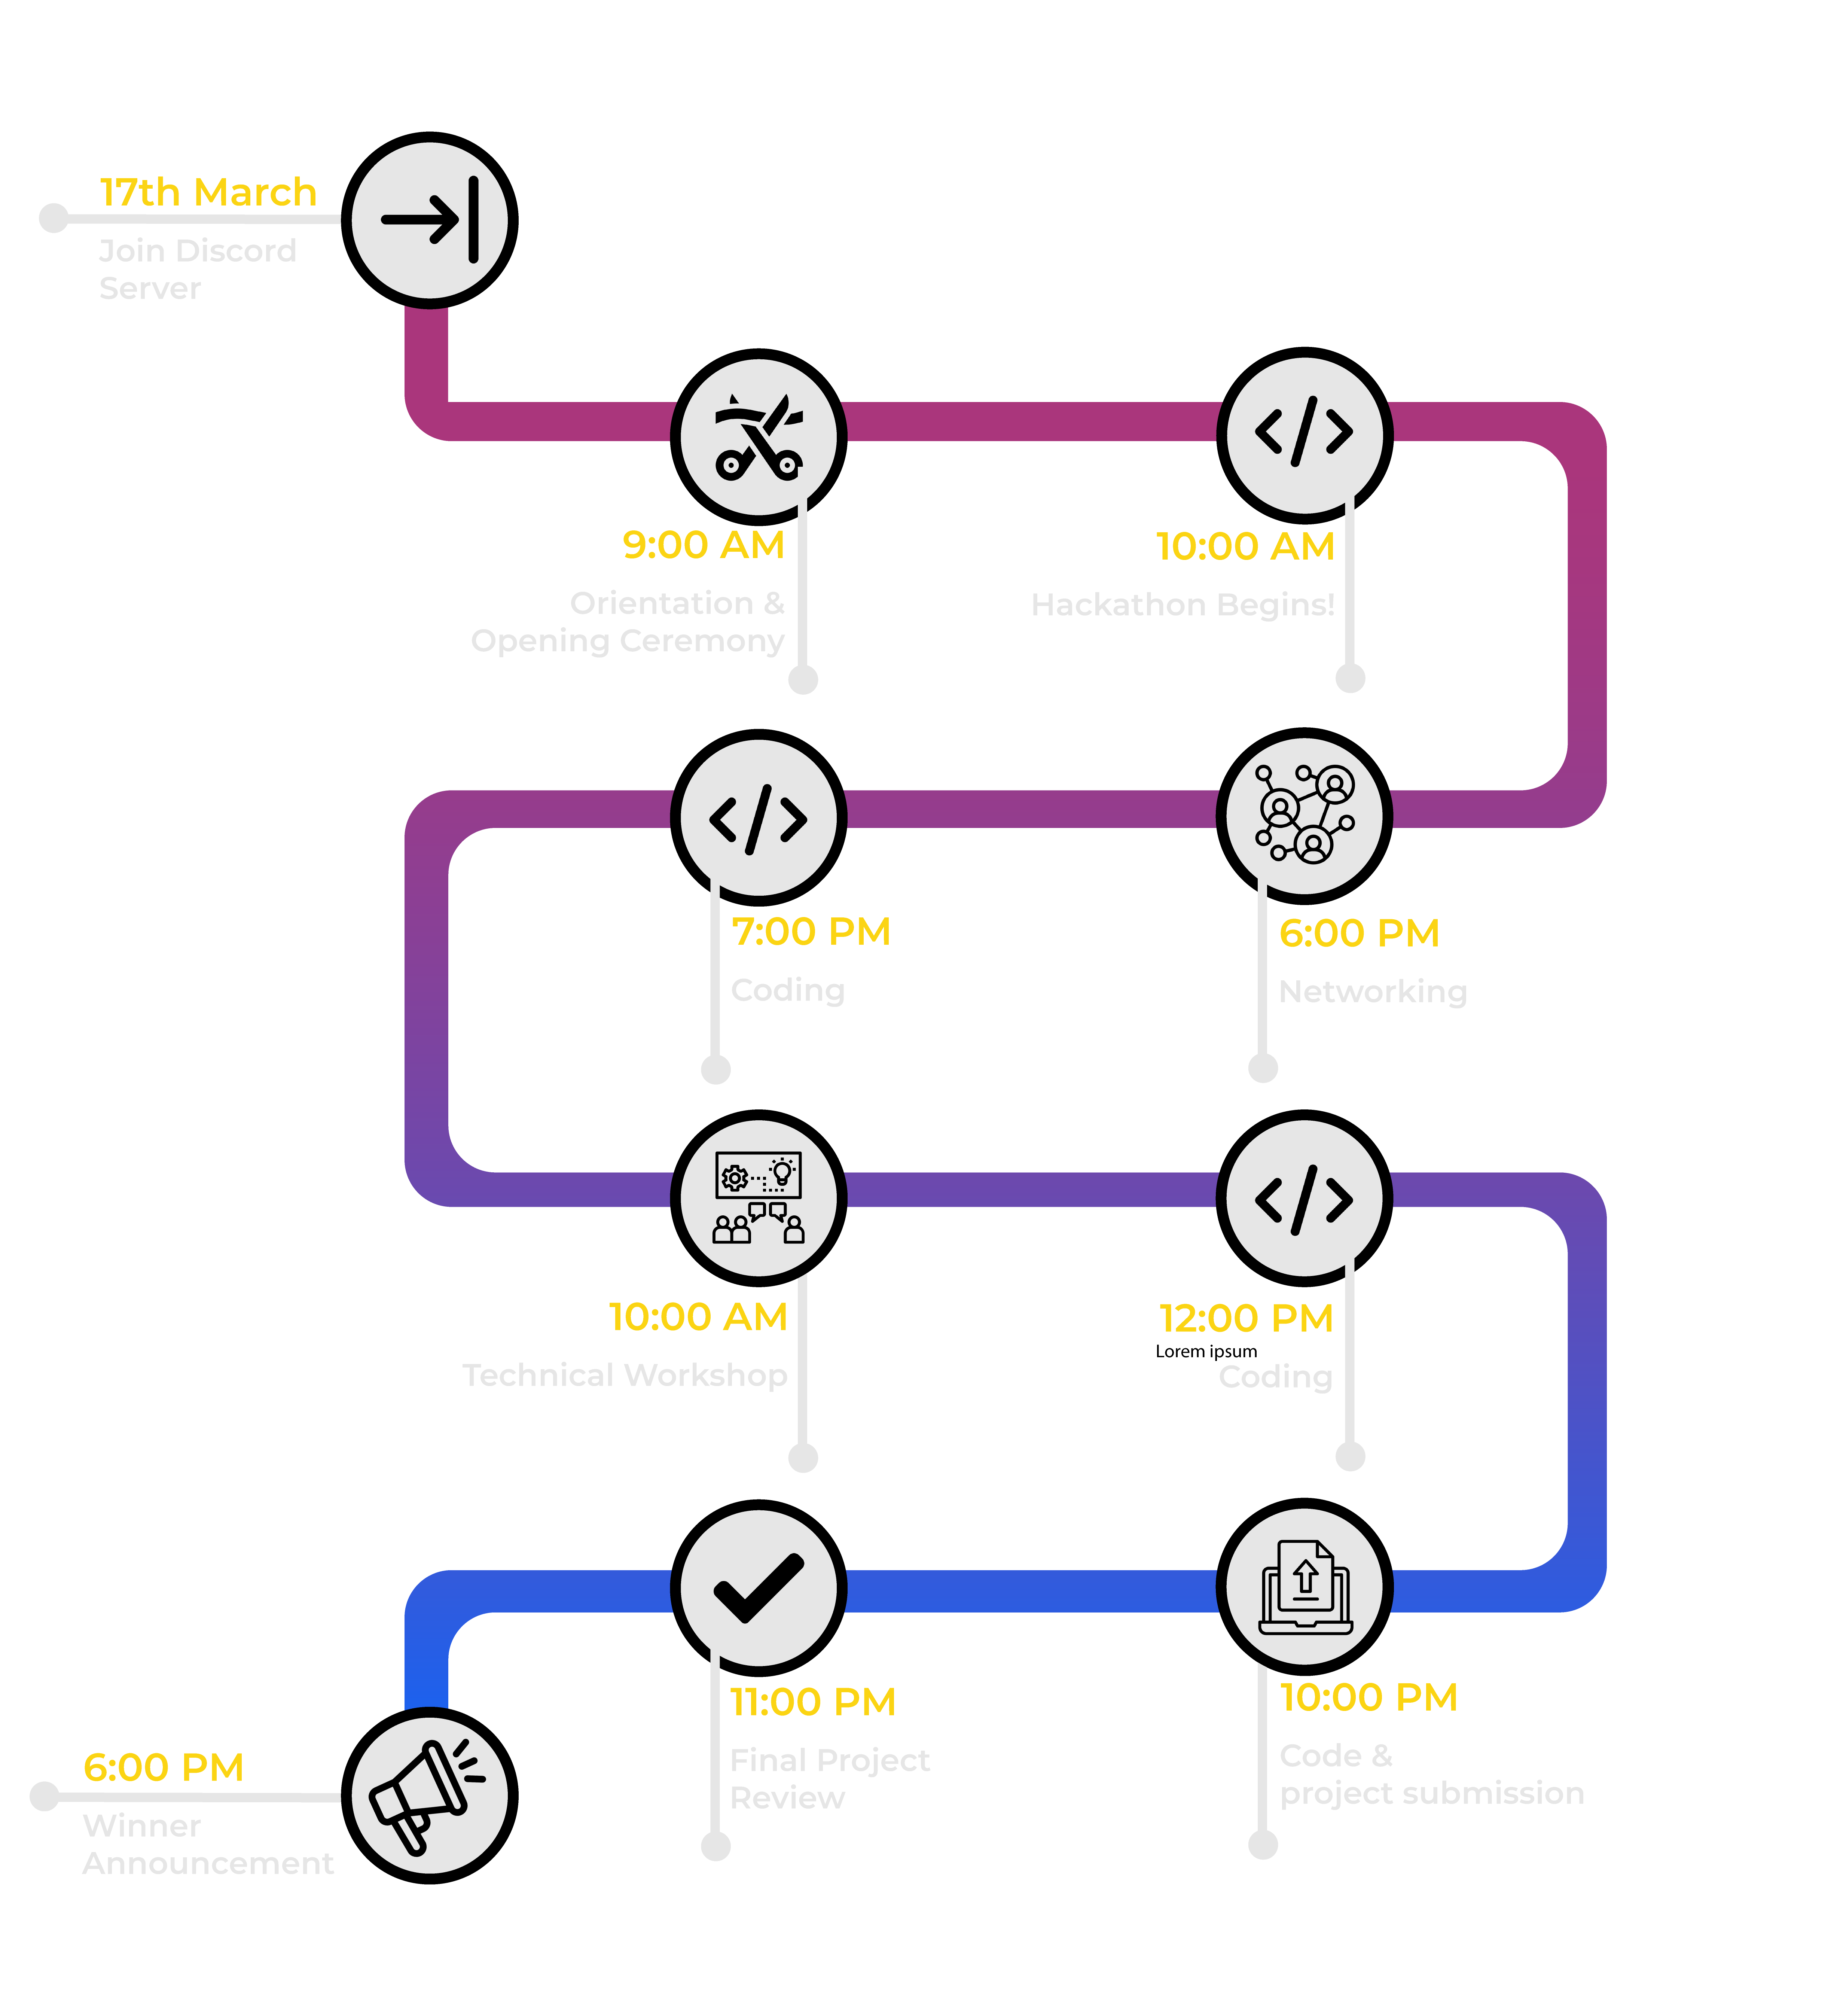 17th March
Join Discord
Server
9:00 AM
Orientation &
Opening Ceremony
10:00 AM
Hackathon Begins!
6:00 PM
Networking
7:00 PM
Coding
10:00 AM
Technical Workshop
12:00 PM
Lorem ipsum
Coding
10:00 PM
Code &
project submission
11:00 PM
Final Project
Review
6:00 PM
Winner
Announcement